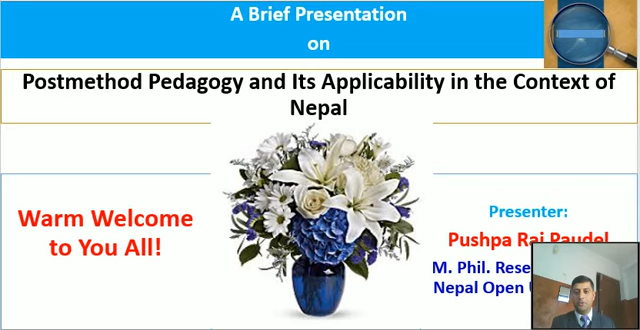 A Brief Presentation
on
Postmethod Pedagogy and Its Applicability in the Context of
Nepal
Warm Welcome
to You All!
Presenter:
Pushpa Raj Paudel
M. Phil.
Nepal Open